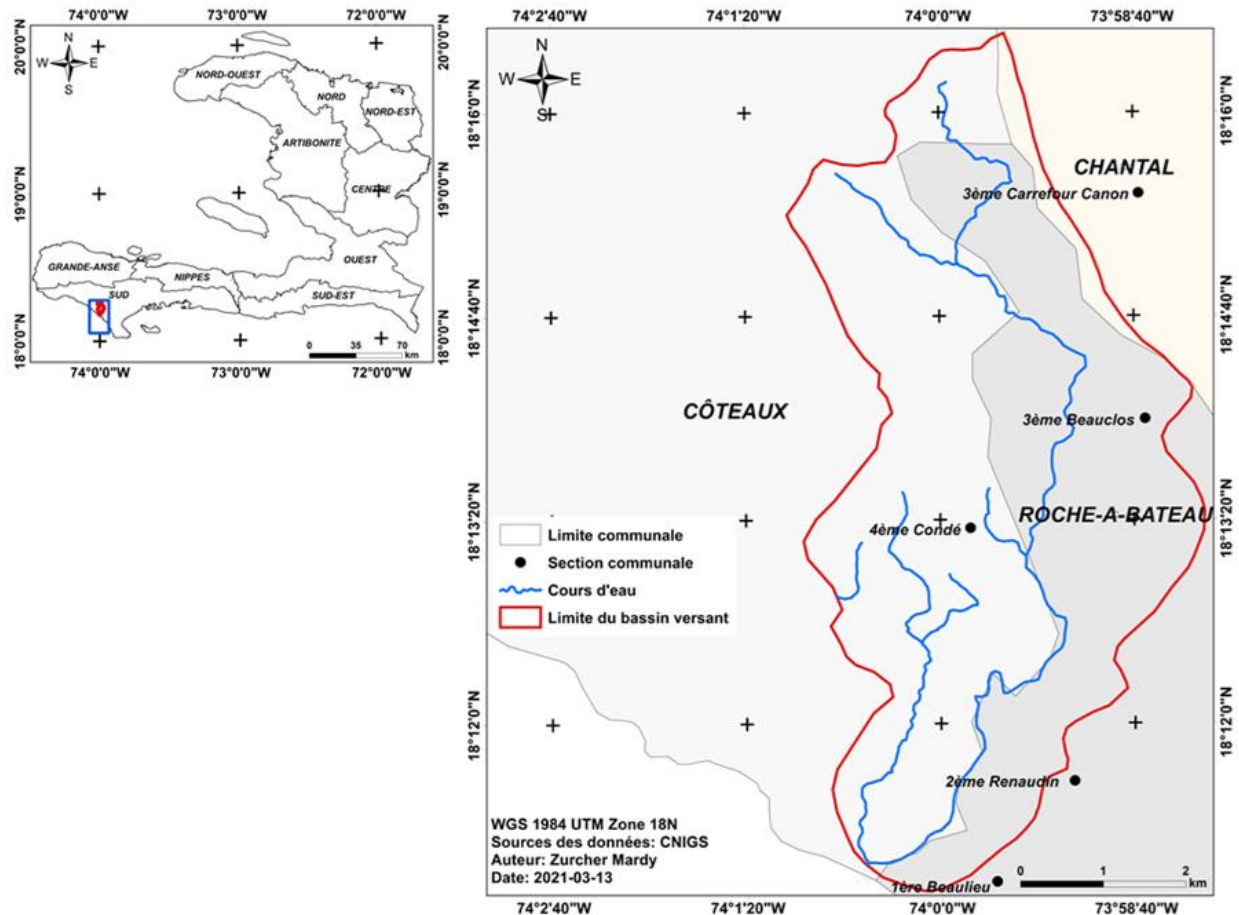 74°0'0"W 73°0'0"W 72°0'0"W
20°0'0"N
19°0'0"N
18°0'0"N
N
W E
S
NORD-OUEST
NORD
NORD-EST
ARTIBONITE
CENTRE
OUEST
GRANDE-ANSE
NIPPES
SUD
SUD-EST
0 35 70
km
20°0'0"N
19°0'0"N
18°0'0"N
74°0'0"W 73°0'0"W 72°0'0"W
74°2'40"W 74°1'20"W 74°0'0"W 73°58'40"W
N
W E
S
18°16'0"N
18°14'40"N
18°13'20"N
18°12'0"N
CHANTAL
3ème Carrefour Canon
CÔTEAUX
3ème Beauclos
ROCHE-A-BATEAU
4ème Condé
Limite communale
Section communale
Cours d'eau
Limite du bassin versant
2ème Renaudin
WGS 1984 UTM Zone 18N
Sources des données: CNIGS
Auteur: Zurcher Mardy
Date: 2021-03-13
1ère Beaulieu
0 1 2
km
18°16'0"N
18°14'40"N
18°13'20"N
18°12'0"N
74°2'40"W 74°1'20"W 74°0'0"W 73°58'40"W